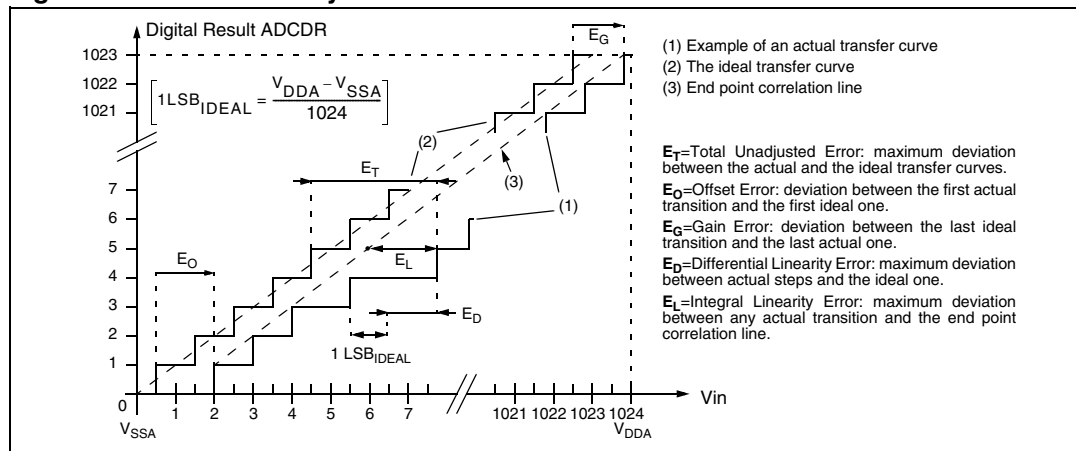 Digital Result ADCDR
E_G
1023
1022
1021
1LSB_IDEAL = (V_DDA – V_SSA) / 1024
(2)
E_T
(3)
(1)
7
6
5
4
3
2
1
0
E_O
E_L
E_D
1 LSB_IDEAL
1 2 3 4 5 6 7 1021 1022 1023 1024
Vin
V_SSA
V_DDA
(1) Example of an actual transfer curve
(2) The ideal transfer curve
(3) End point correlation line
E_T=Total Unadjusted Error: maximum deviation
between the actual and the ideal transfer curves.
E_O=Offset Error: deviation between the first actual
transition and the first ideal one.
E_G=Gain Error: deviation between the last ideal
transition and the last actual one.
E_D=Differential Linearity Error: maximum deviation
between actual steps and the ideal one.
E_L=Integral Linearity Error: maximum deviation
between any actual transition and the end point
correlation line.